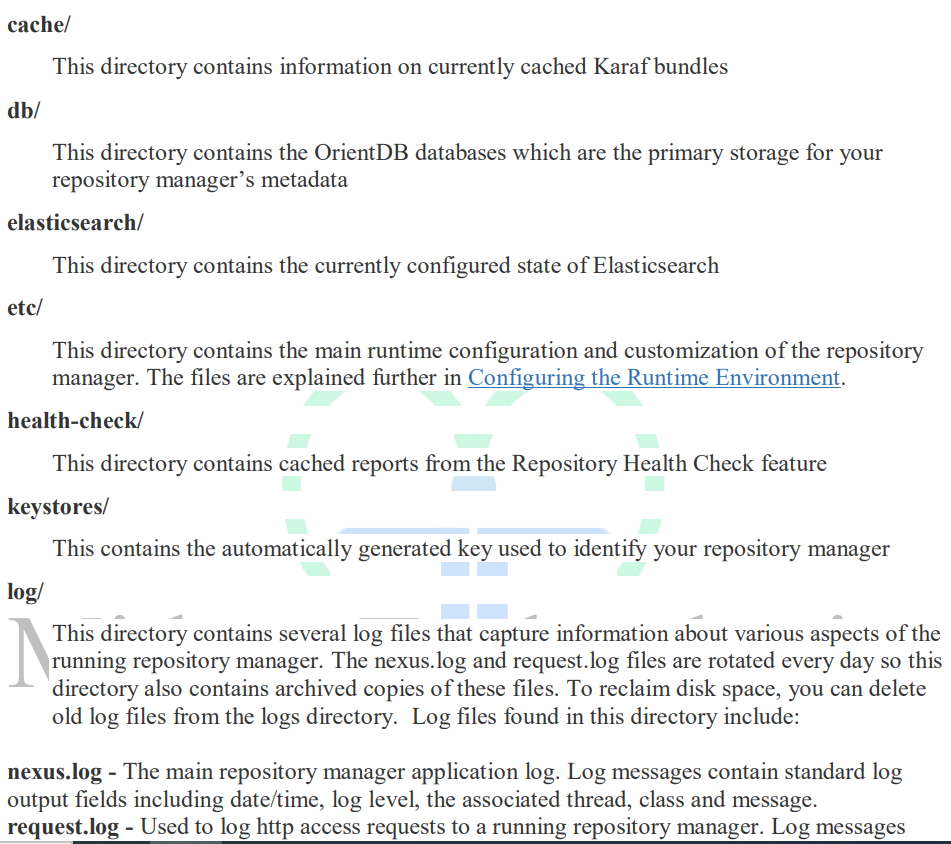 cache/
This directory contains information on currently cached Karaf bundles
db/
This directory contains the OrientDB databases which are the primary storage for your
repository manager’s metadata
elasticsearch/
This directory contains the currently configured state of Elasticsearch
etc/
This directory contains the main runtime configuration and customization of the repository
manager. The files are explained further in Configuring the Runtime Environment.
health-check/
This directory contains cached reports from the Repository Health Check feature
keystores/
This contains the automatically generated key used to identify your repository manager
log/
This directory contains several log files that capture information about various aspects of the
running repository manager. The nexus.log and request.log files are rotated every day so this
directory also contains archived copies of these files. To reclaim disk space, you can delete
old log files from the logs directory.  Log files found in this directory include:
nexus.log - The main repository manager application log. Log messages contain standard log
output fields including date/time, log level, the associated thread, class and message.
request.log - Used to log http access requests to a running repository manager. Log messages